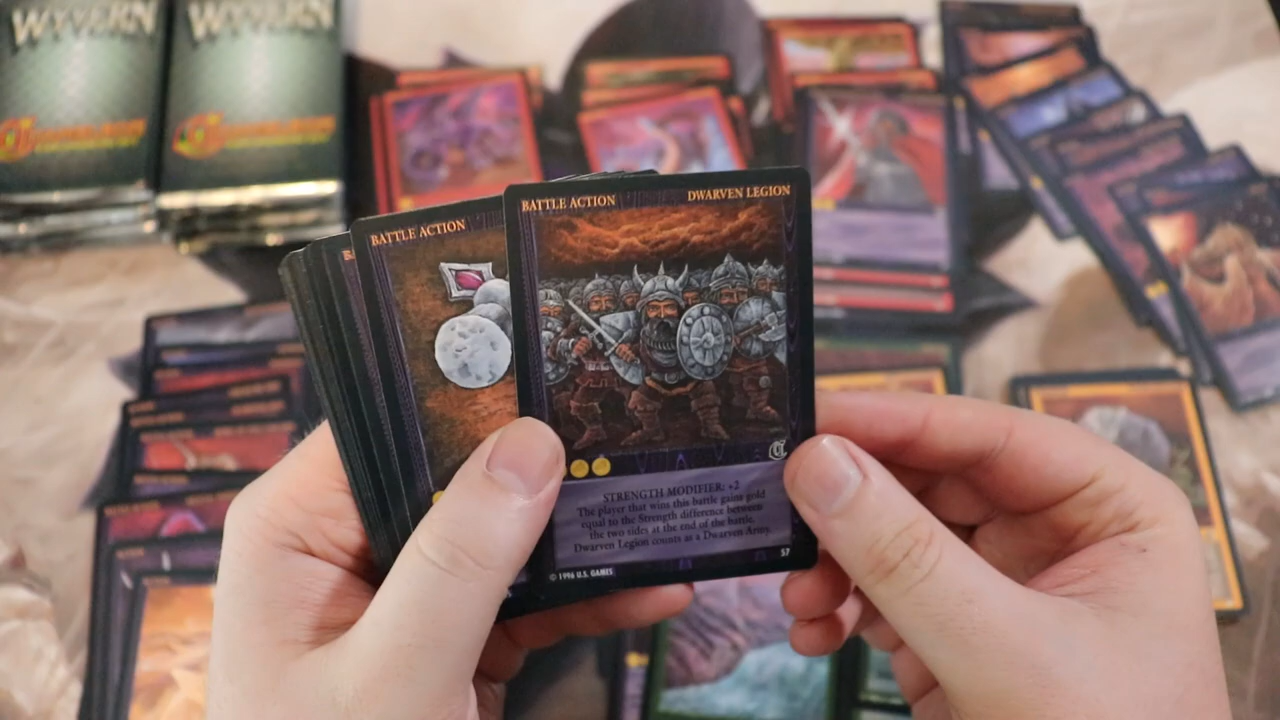 WYVERN
WYVERN
BATTLE ACTION
BATTLE ACTION DWARVEN LEGION
STRENGTH MODIFIER: +2
The player that wins this battle gains gold
equal to the Strength difference between
the two sides at the end of the battle.
Dwarven Legion counts as a Dwarven Army.
57
© 1996 U.S. GAMES